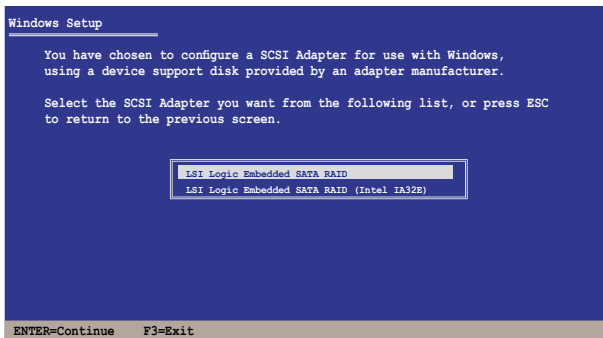 Windows Setup
You have chosen to configure a SCSI Adapter for use with Windows,
using a device support disk provided by an adapter manufacturer.
Select the SCSI Adapter you want from the following list, or press ESC
to return to the previous screen.
LSI Logic Embedded SATA RAID
LSI Logic Embedded SATA RAID (Intel IA32E)
ENTER=Continue F3=Exit